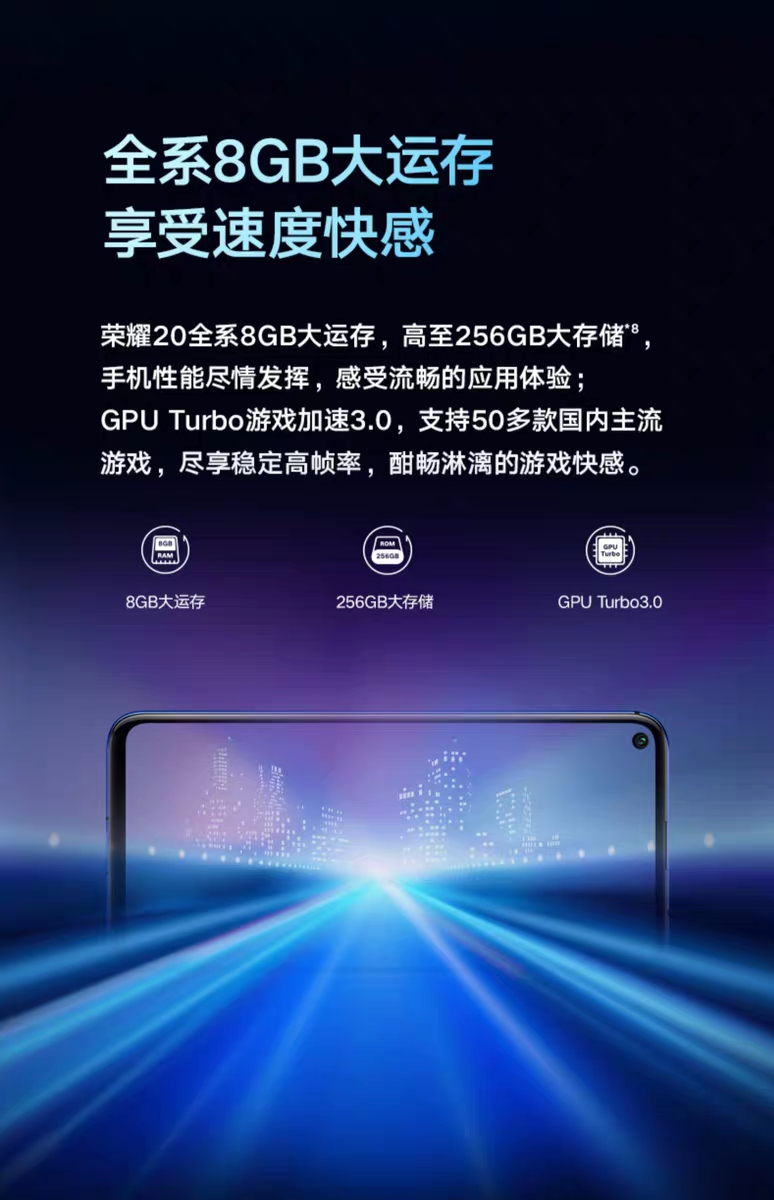 全系8GB大运存
享受速度快感
荣耀20全系8GB大运存，高至256GB大存储*8，
手机性能尽情发挥，感受流畅的应用体验；
GPU Turbo游戏加速3.0，支持50多款国内主流
游戏，尽享稳定高帧率，酣畅淋漓的游戏快感。
8GB
RAM
ROM
256GB
GPU
Turbo
8GB大运存
256GB大存储
GPU Turbo3.0